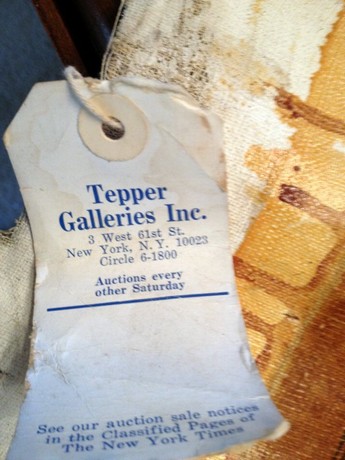 Tepper
Galleries Inc.
3 West 61st St.
New York, N. Y. 10023
Circle 6-1800
Auctions every
other Saturday
See our auction sale notices
in the Classified Pages of
The New York Times